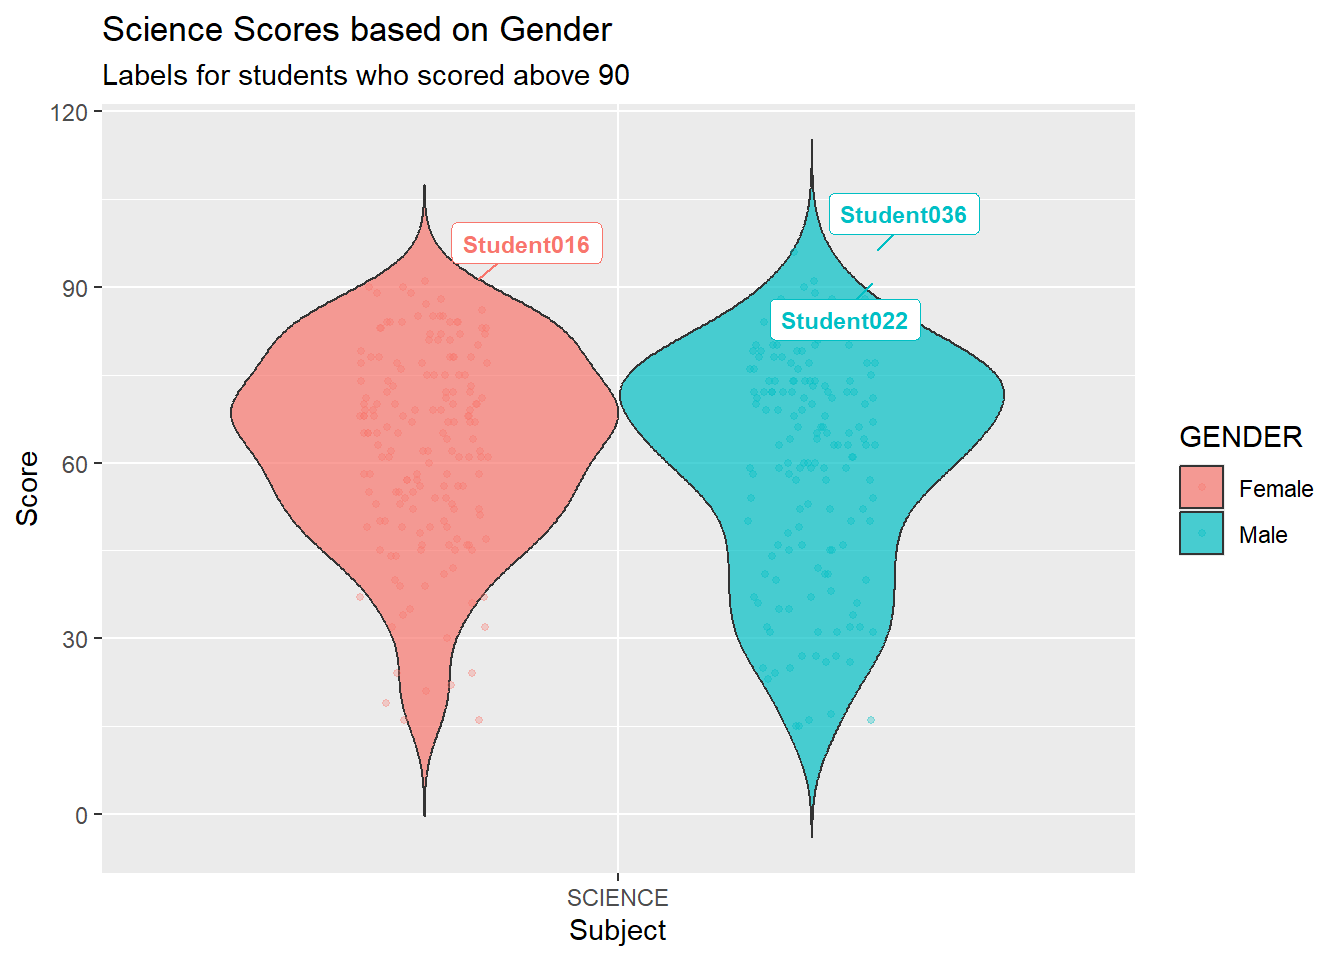 Science Scores based on Gender
Labels for students who scored above 90
120
90
60
30
0
Score
Student016
Student036
Student022
SCIENCE
Subject
GENDER
Female
Male